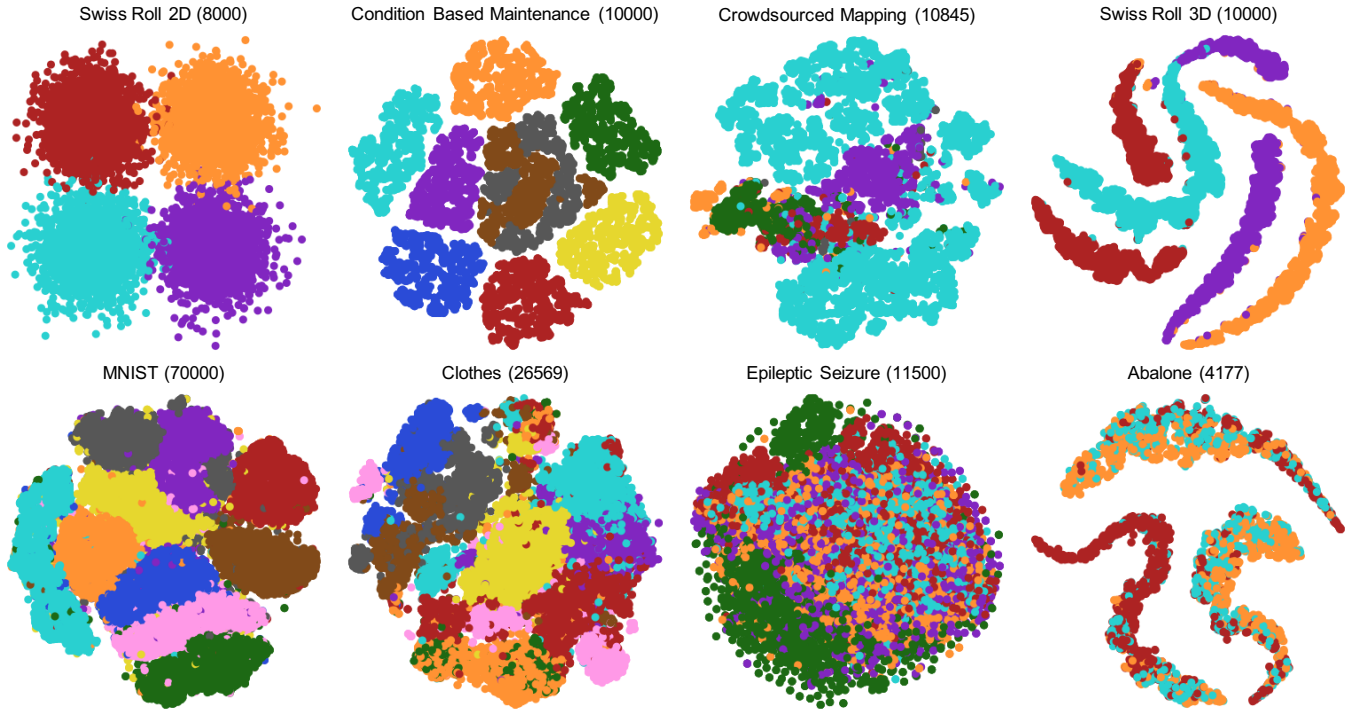 Swiss Roll 2D (8000)
Condition Based Maintenance (10000)
Crowdsourced Mapping (10845)
Swiss Roll 3D (10000)
MNIST (70000)
Clothes (26569)
Epileptic Seizure (11500)
Abalone (4177)